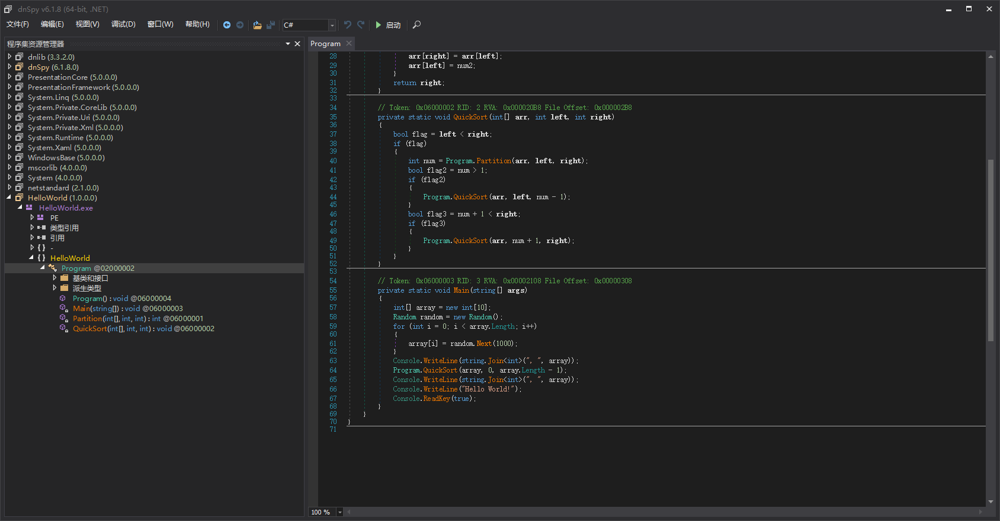 dnSpy v6.1.8 (64-bit, .NET)
文件(F) 编辑(E) 视图(V) 调试(D) 窗口(W) 帮助(H) C# 启动
程序集资源管理器
dnlib (3.3.2.0)
dnSpy (6.1.8.0)
PresentationCore (5.0.0.0)
PresentationFramework (5.0.0.0)
System.Linq (5.0.0.0)
System.Private.CoreLib (5.0.0.0)
System.Private.Uri (5.0.0.0)
System.Private.Xml (5.0.0.0)
System.Runtime (5.0.0.0)
System.Xaml (5.0.0.0)
WindowsBase (5.0.0.0)
mscorlib (4.0.0.0)
System (4.0.0.0)
netstandard (2.1.0.0)
HelloWorld (1.0.0.0)
HelloWorld.exe
PE
类型引用
引用
{ } -
{ } HelloWorld
Program @02000002
基类和接口
派生类型
Program() : void @06000004
Main(string[]) : void @06000003
Partition(int[], int, int) : int @06000001
QuickSort(int[], int, int) : void @06000002
Program
28 arr[right] = arr[left];
29 arr[left] = num2;
30 }
31 return right;
32 }
33
34 // Token: 0x06000002 RID: 2 RVA: 0x000020B8 File Offset: 0x000002B8
35 private static void QuickSort(int[] arr, int left, int right)
36 {
37 bool flag = left < right;
38 if (flag)
39 {
40 int num = Program.Partition(arr, left, right);
41 bool flag2 = num > 1;
42 if (flag2)
43 {
44 Program.QuickSort(arr, left, num - 1);
45 }
46 bool flag3 = num + 1 < right;
47 if (flag3)
48 {
49 Program.QuickSort(arr, num + 1, right);
50 }
51 }
52 }
53
54 // Token: 0x06000003 RID: 3 RVA: 0x00002108 File Offset: 0x00000308
55 private static void Main(string[] args)
56 {
57 int[] array = new int[10];
58 Random random = new Random();
59 for (int i = 0; i < array.Length; i++)
60 {
61 array[i] = random.Next(1000);
62 }
63 Console.WriteLine(string.Join<int>(", ", array));
64 Program.QuickSort(array, 0, array.Length - 1);
65 Console.WriteLine(string.Join<int>(", ", array));
66 Console.WriteLine("Hello World!");
67 Console.ReadKey(true);
68 }
69 }
70 }
71
100 %